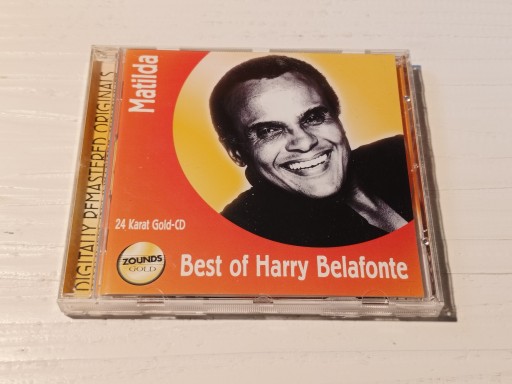 DIGITALLY REMASTERED ORIGINALS
Matilda
24 Karat Gold-CD
ZOUNDS
GOLD
Best of Harry Belafonte